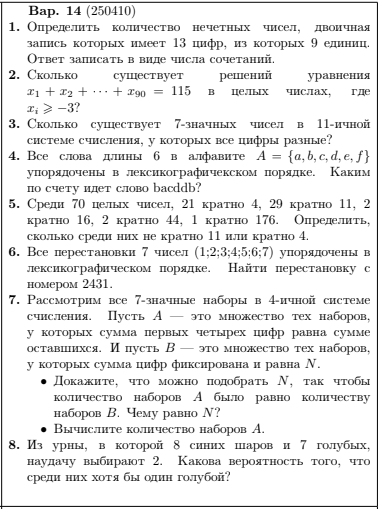 Вар. 14 (250410)
1. Определить количество нечетных чисел, двоичная
запись которых имеет 13 цифр, из которых 9 единиц.
Ответ записать в виде числа сочетаний.
2. Сколько существует решений уравнения
x₁ + x₂ + ··· + x₉₀ = 115 в целых числах, где
xᵢ ⩾ −3?
3. Сколько существует 7-значных чисел в 11-ичной
системе счисления, у которых все цифры разные?
4. Все слова длины 6 в алфавите A = {a, b, c, d, e, f}
упорядочены в лексикографичекском порядке. Каким
по счету идет слово bacddb?
5. Среди 70 целых чисел, 21 кратно 4, 29 кратно 11, 2
кратно 16, 2 кратно 44, 1 кратно 176. Определить,
сколько среди них не кратно 11 или кратно 4.
6. Все перестановки 7 чисел (1;2;3;4;5;6;7) упорядочены в
лексикографическом порядке. Найти перестановку с
номером 2431.
7. Рассмотрим все 7-значные наборы в 4-ичной системе
счисления. Пусть A — это множество тех наборов,
у которых сумма первых четырех цифр равна сумме
оставшихся. И пусть B — это множество тех наборов,
у которых сумма цифр фиксирована и равна N.
• Докажите, что можно подобрать N, так чтобы
количество наборов A было равно количеству
наборов B. Чему равно N?
• Вычислите количество наборов A.
8. Из урны, в которой 8 синих шаров и 7 голубых,
наудачу выбирают 2. Какова вероятность того, что
среди них хотя бы один голубой?